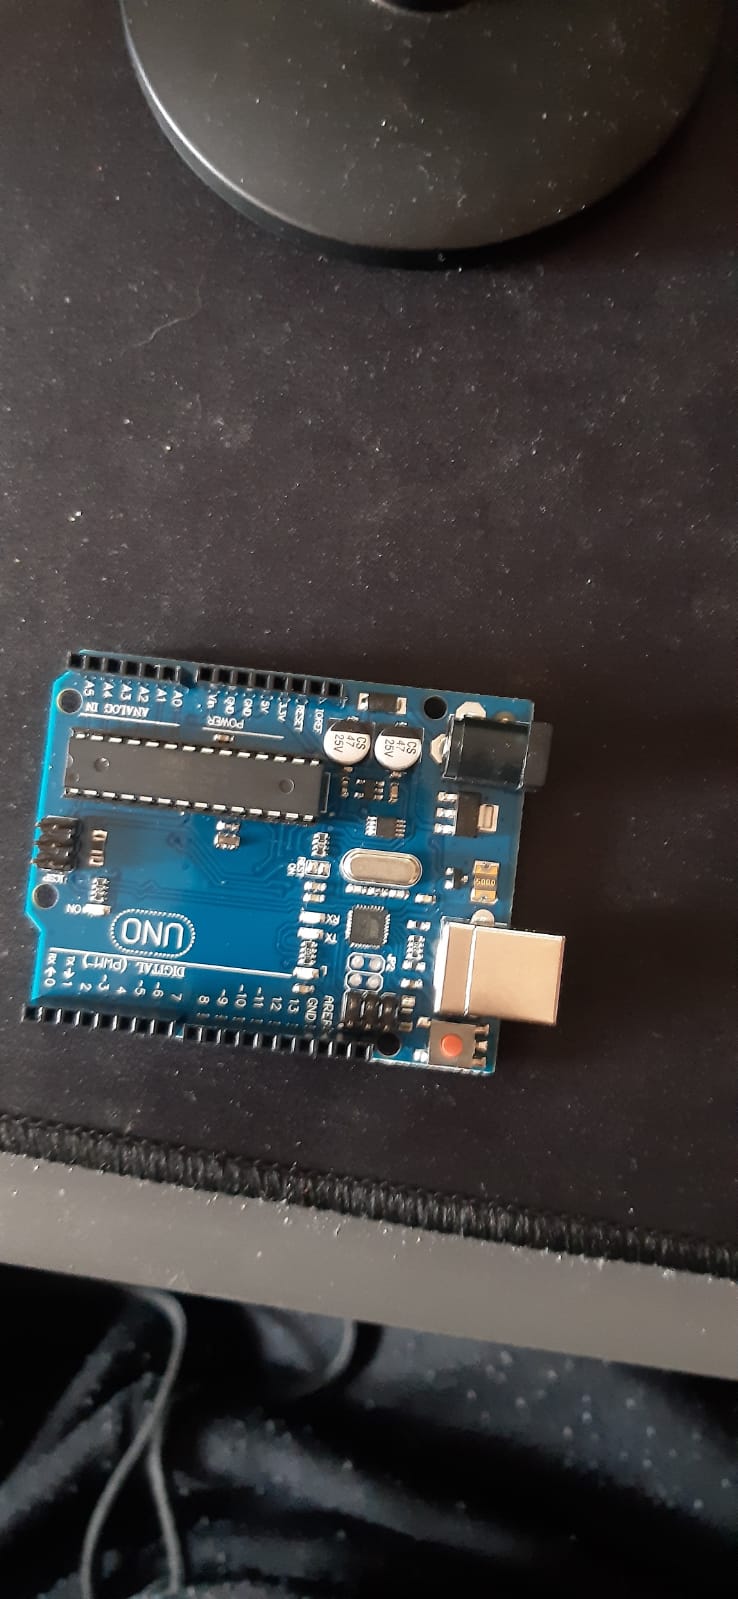 IOREF
RESET
3.3V
5V
GND
GND
Vin
POWER
A0
A1
A2
A3
A4
A5
ANALOG IN
CS
47
25V
CS
47
25V
ICSP
ON
UNO
RX
TX
L
DIGITAL (PWM~)
AREF
GND
13
12
~11
~10
~9
8
7
~6
~5
4
~3
2
TX→1
RX←0